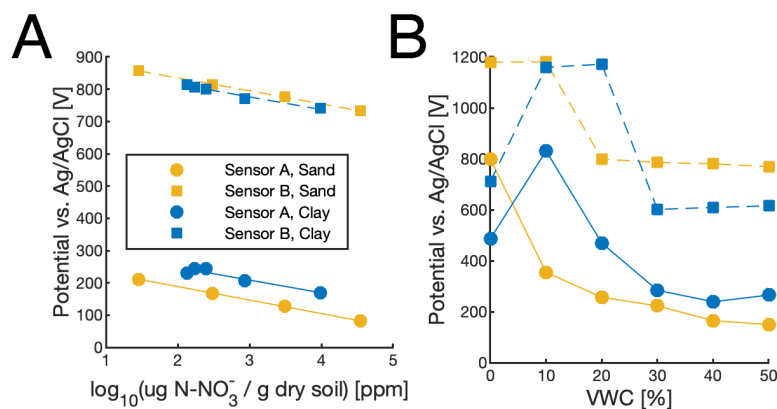 A
Potential vs. Ag/AgCl [V]
900
800
700
600
500
400
300
200
100
0
1
2
3
4
5
log10(ug N-NO3- / g dry soil) [ppm]
Sensor A, Sand
Sensor B, Sand
Sensor A, Clay
Sensor B, Clay
B
Potential vs. Ag/AgCl [V]
1200
1000
800
600
400
200
0
0
10
20
30
40
50
VWC [%]